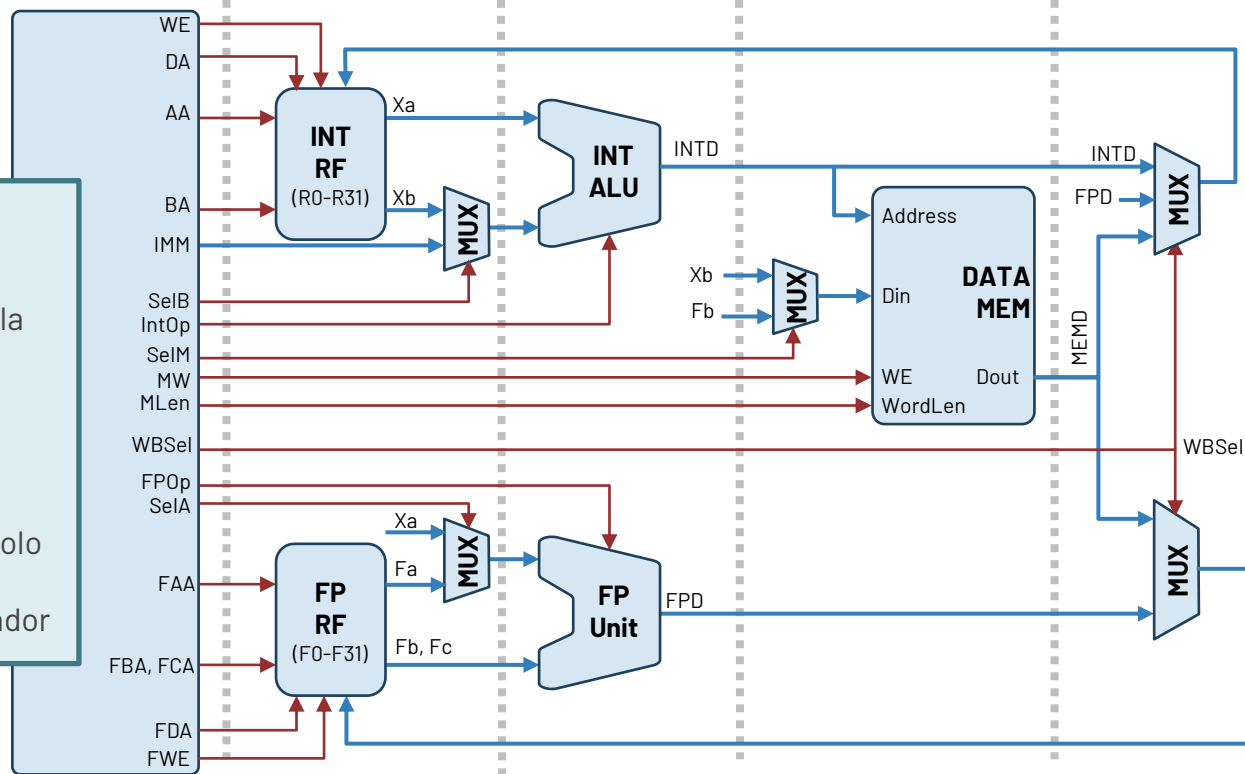 WE
DA
AA
BA
IMM
SelB
IntOp
SelM
MW
MLen
WBSel
FPOp
SelA
FAA
FBA, FCA
FDA
FWE
la
olo
INT
RF
(R0-R31)
Xa
Xb
MUX
INT
ALU
INTD
Xb
Fb
MUX
Address
DATA
MEM
Din
WE
Dout
WordLen
MEMD
INTD
FPD
MUX
WBSel
Xa
Fa
MUX
FP
RF
(F0-F31)
Fb, Fc
FP
Unit
FPD
MUX